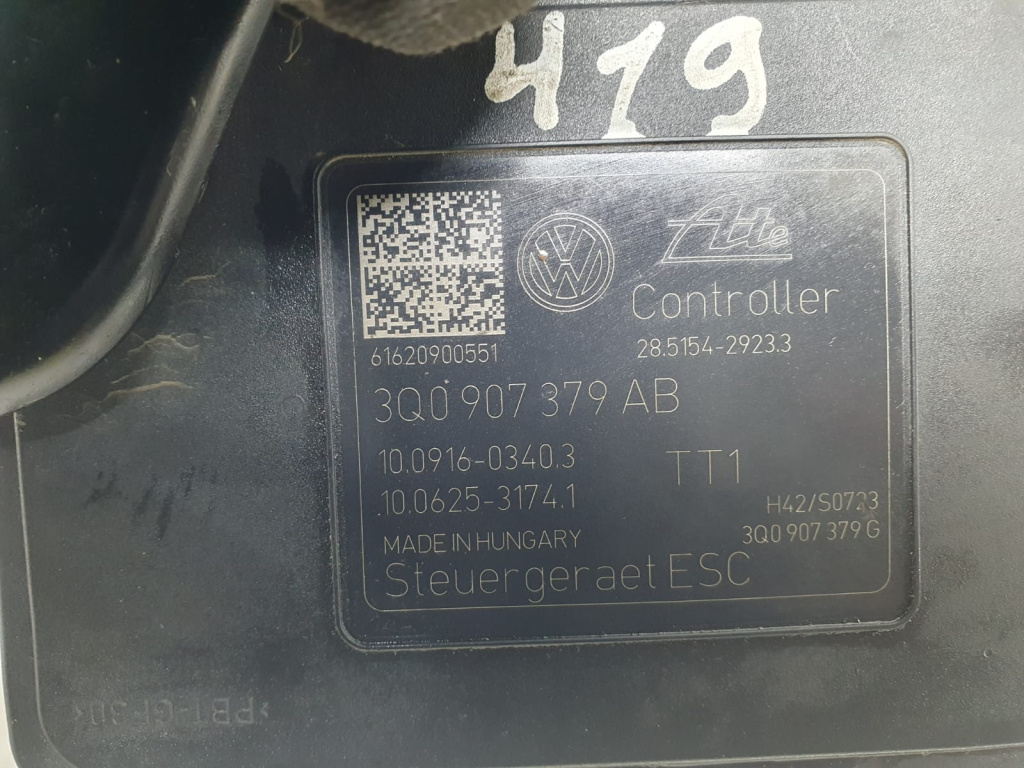 419
Ate
Controller
61620900551
28.5154-2923.3
3Q0 907 379 AB
10.0916-0340.3
TT1
10.0625-3174.1
H42/S0723
MADE IN HUNGARY
3Q0 907 379 G
Steuergeraet ESC
>PBT-GF30<